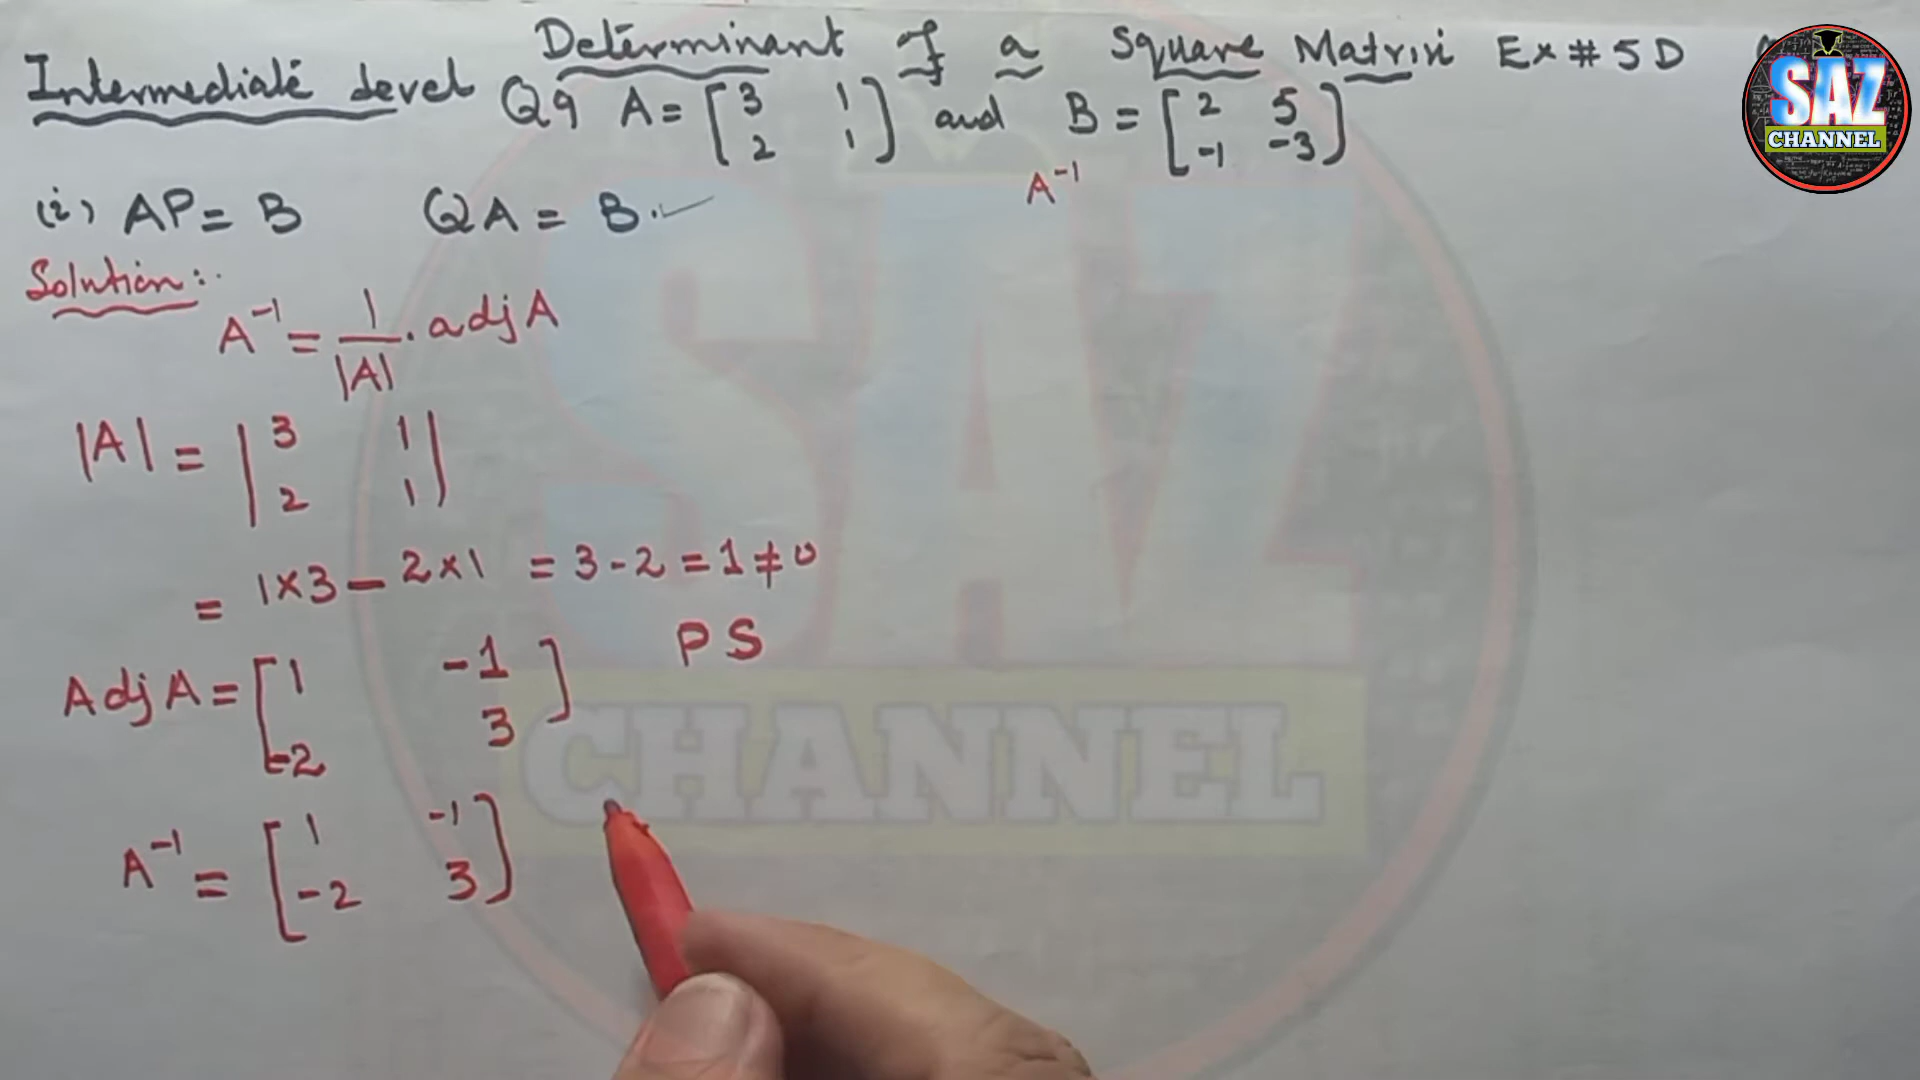 Determinant of a Square Matrix Ex # 5D
Intermediate Level Q9 A = [3 1 and B = [2 5
2 1] -1 -3]
A⁻¹
(i) AP = B QA = B.
Solution:
A⁻¹ = 1/|A| . adj A
|A| = |3 1
2 1|
= 1×3 - 2×1 = 3-2 = 1 ≠ 0
PS
Adj A = [1 -1
-2 3]
A⁻¹ = [1 -1
-2 3]
SAZ
CHANNEL
SAZ
CHANNEL